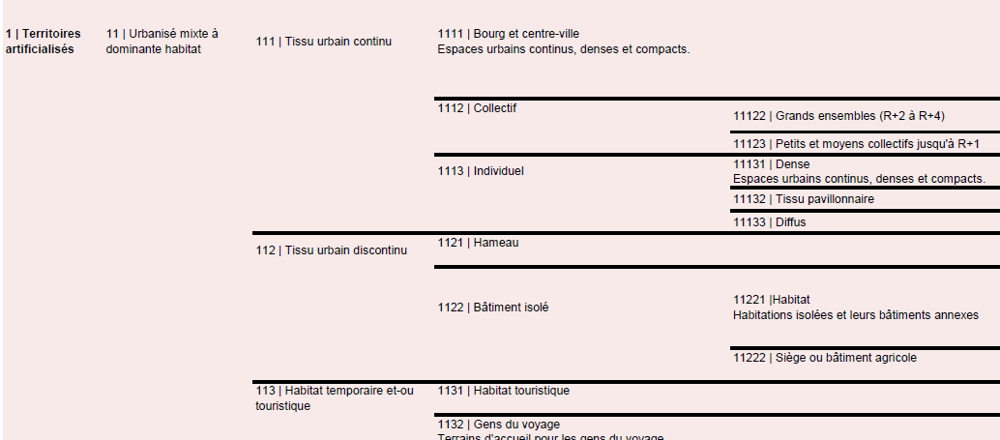 1 | Territoires
artificialisés
11 | Urbanisé mixte à
dominante habitat
111 | Tissu urbain continu
1111 | Bourg et centre-ville
Espaces urbains continus, denses et compacts.
1112 | Collectif
11122 | Grands ensembles (R+2 à R+4)
11123 | Petits et moyens collectifs jusqu'à R+1
1113 | Individuel
11131 | Dense
Espaces urbains continus, denses et compacts.
11132 | Tissu pavillonnaire
11133 | Diffus
112 | Tissu urbain discontinu
1121 | Hameau
1122 | Bâtiment isolé
11221 |Habitat
Habitations isolées et leurs bâtiments annexes
11222 | Siège ou bâtiment agricole
113 | Habitat temporaire et-ou
touristique
1131 | Habitat touristique
1132 | Gens du voyage
Terrains d'accueil pour les gens du voyage